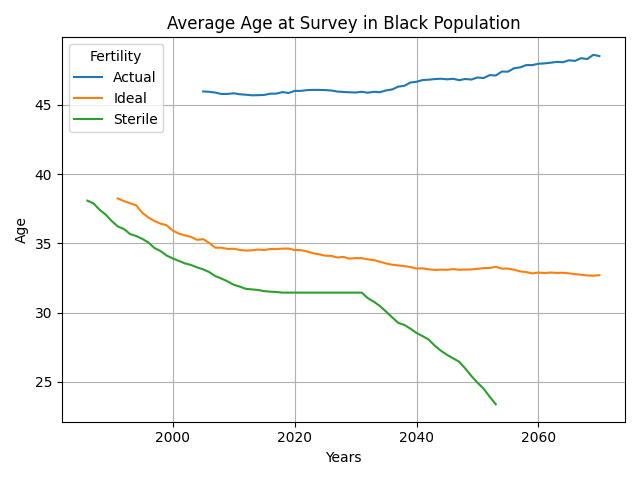 Average Age at Survey in Black Population
Fertility
Actual
Ideal
Sterile
Age
45
40
35
30
25
2000
2020
2040
2060
Years